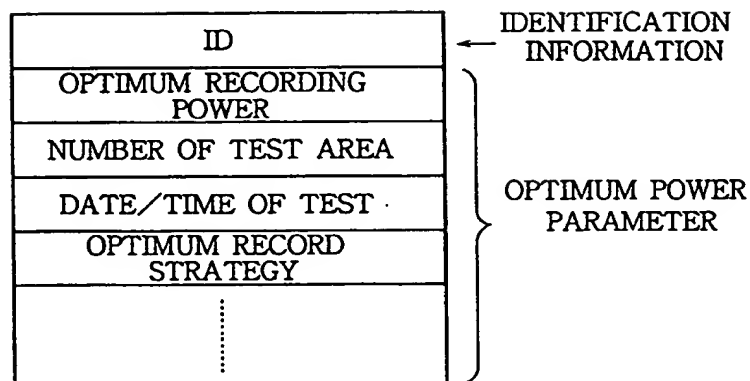 ID
IDENTIFICATION
INFORMATION
OPTIMUM RECORDING
POWER
NUMBER OF TEST AREA
DATE/TIME OF TEST
OPTIMUM RECORD
STRATEGY
OPTIMUM POWER
PARAMETER